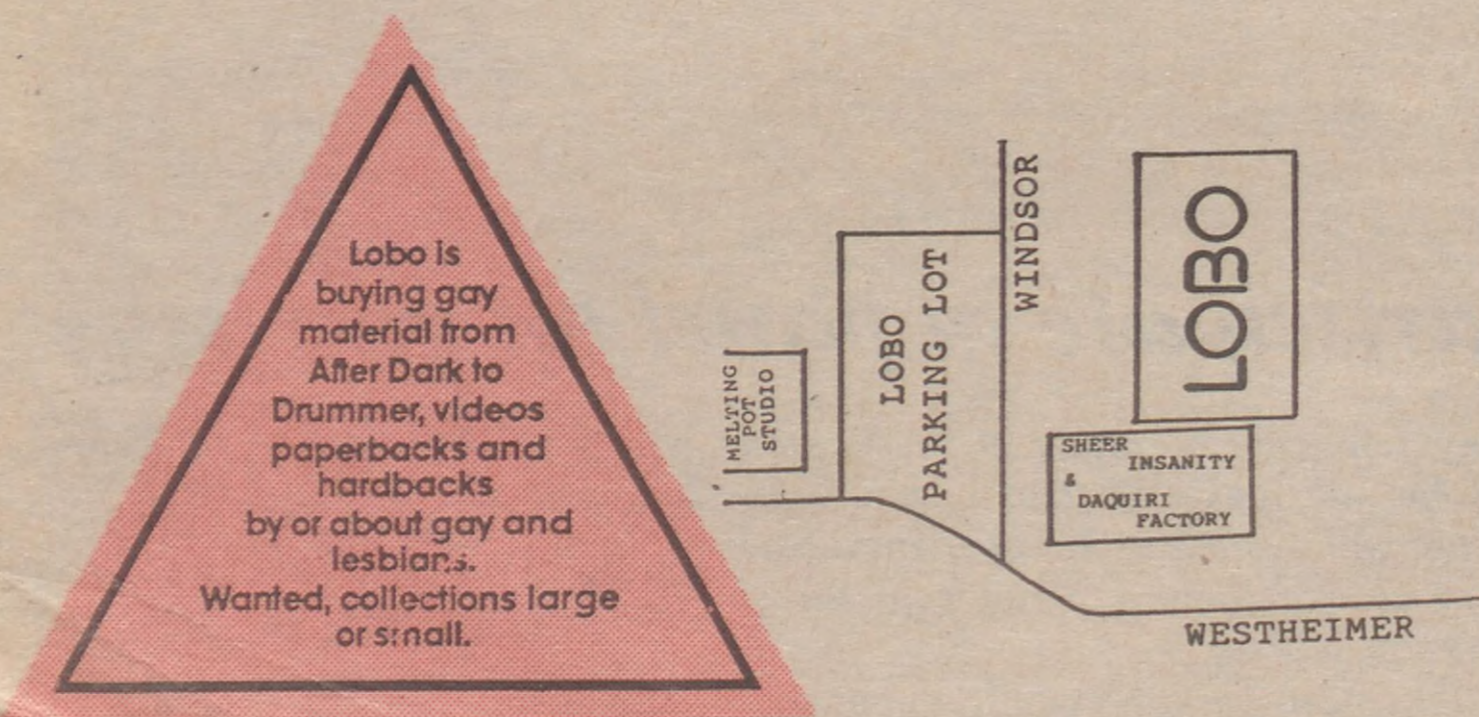 Lobo is
buying gay
material from
After Dark to
Drummer, videos
paperbacks and
hardbacks
by or about gay and
lesbians.
Wanted, collections large
or small.
MELTING
POT
STUDIO
LOBO
PARKING LOT
WINDSOR
LOBO
SHEER
INSANITY
&
DAQUIRI
FACTORY
WESTHEIMER